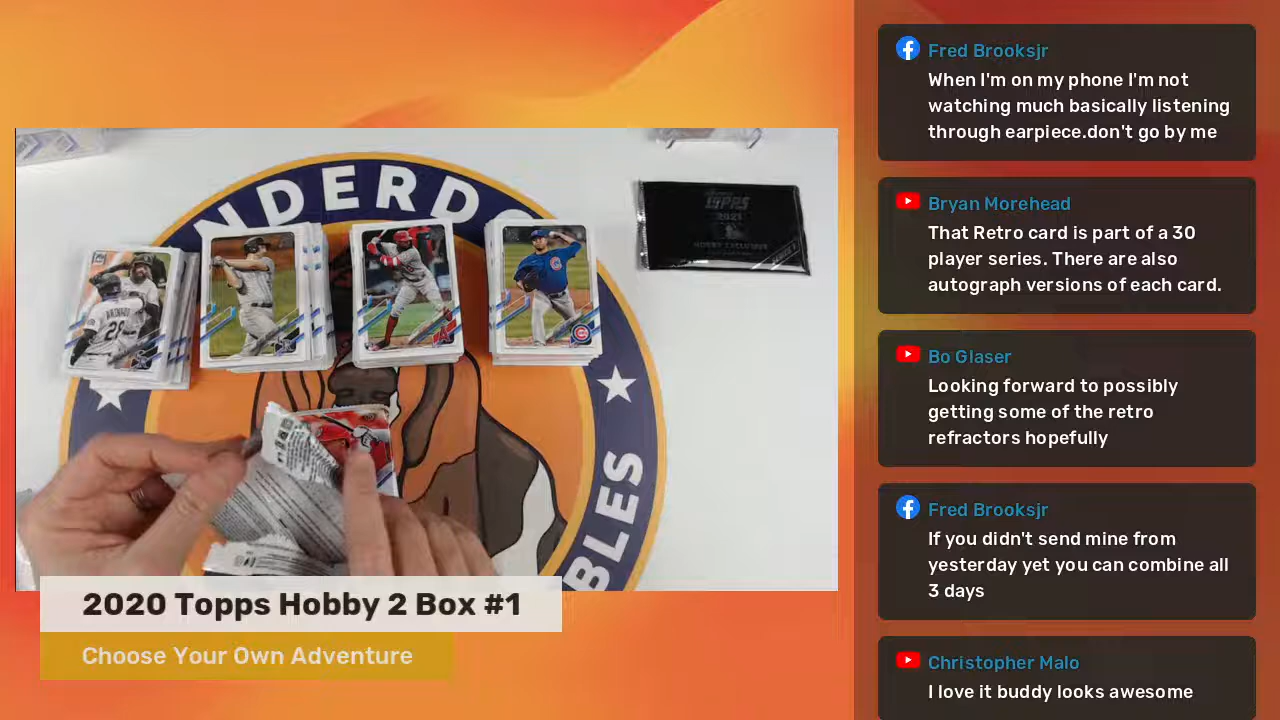 NDERDO
BLES
TOPPS
2021
28
2020 Topps Hobby 2 Box #1
Choose Your Own Adventure
Fred Brooksjr
When I'm on my phone I'm not
watching much basically listening
through earpiece.don't go by me
Bryan Morehead
That Retro card is part of a 30
player series. There are also
autograph versions of each card.
Bo Glaser
Looking forward to possibly
getting some of the retro
refractors hopefully
Fred Brooksjr
If you didn't send mine from
yesterday yet you can combine all
3 days
Christopher Malo
I love it buddy looks awesome